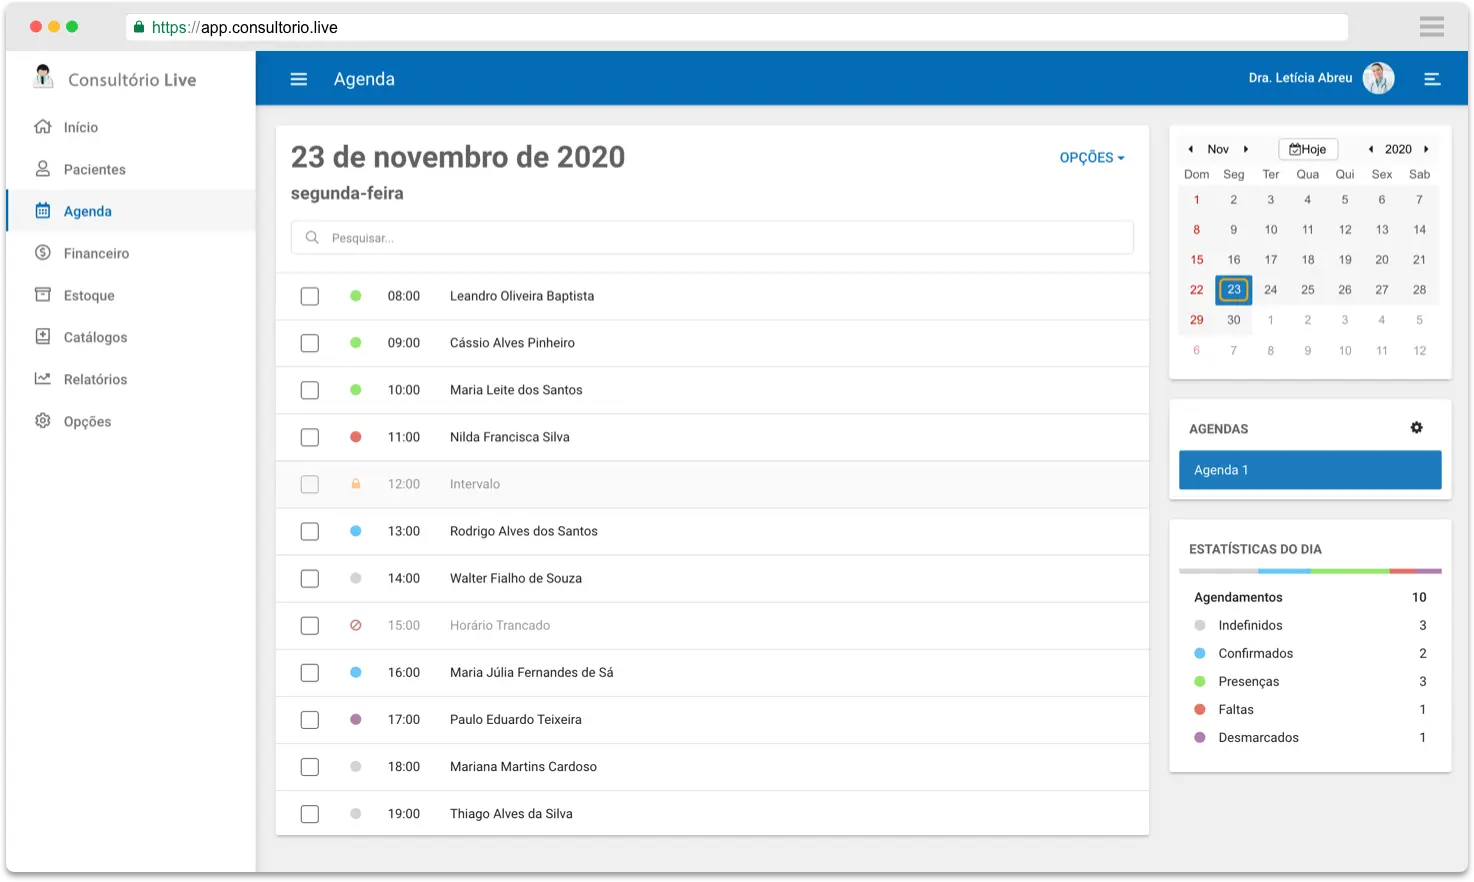 https://app.consultorio.live
Consultório Live
Agenda
Dra. Letícia Abreu
Início
Pacientes
Agenda
Financeiro
Estoque
Catálogos
Relatórios
Opções
23 de novembro de 2020
OPÇÕES
segunda-feira
Pesquisar...
08:00 Leandro Oliveira Baptista
09:00 Cássio Alves Pinheiro
10:00 Maria Leite dos Santos
11:00 Nilda Francisca Silva
12:00 Intervalo
13:00 Rodrigo Alves dos Santos
14:00 Walter Fialho de Souza
15:00 Horário Trancado
16:00 Maria Júlia Fernandes de Sá
17:00 Paulo Eduardo Teixeira
18:00 Mariana Martins Cardoso
19:00 Thiago Alves da Silva
Nov Hoje 2020
Dom Seg Ter Qua Qui Sex Sab
1 2 3 4 5 6 7
8 9 10 11 12 13 14
15 16 17 18 19 20 21
22 23 24 25 26 27 28
29 30 1 2 3 4 5
6 7 8 9 10 11 12
AGENDAS
Agenda 1
ESTATÍSTICAS DO DIA
Agendamentos 10
Indefinidos 3
Confirmados 2
Presenças 3
Faltas 1
Desmarcados 1